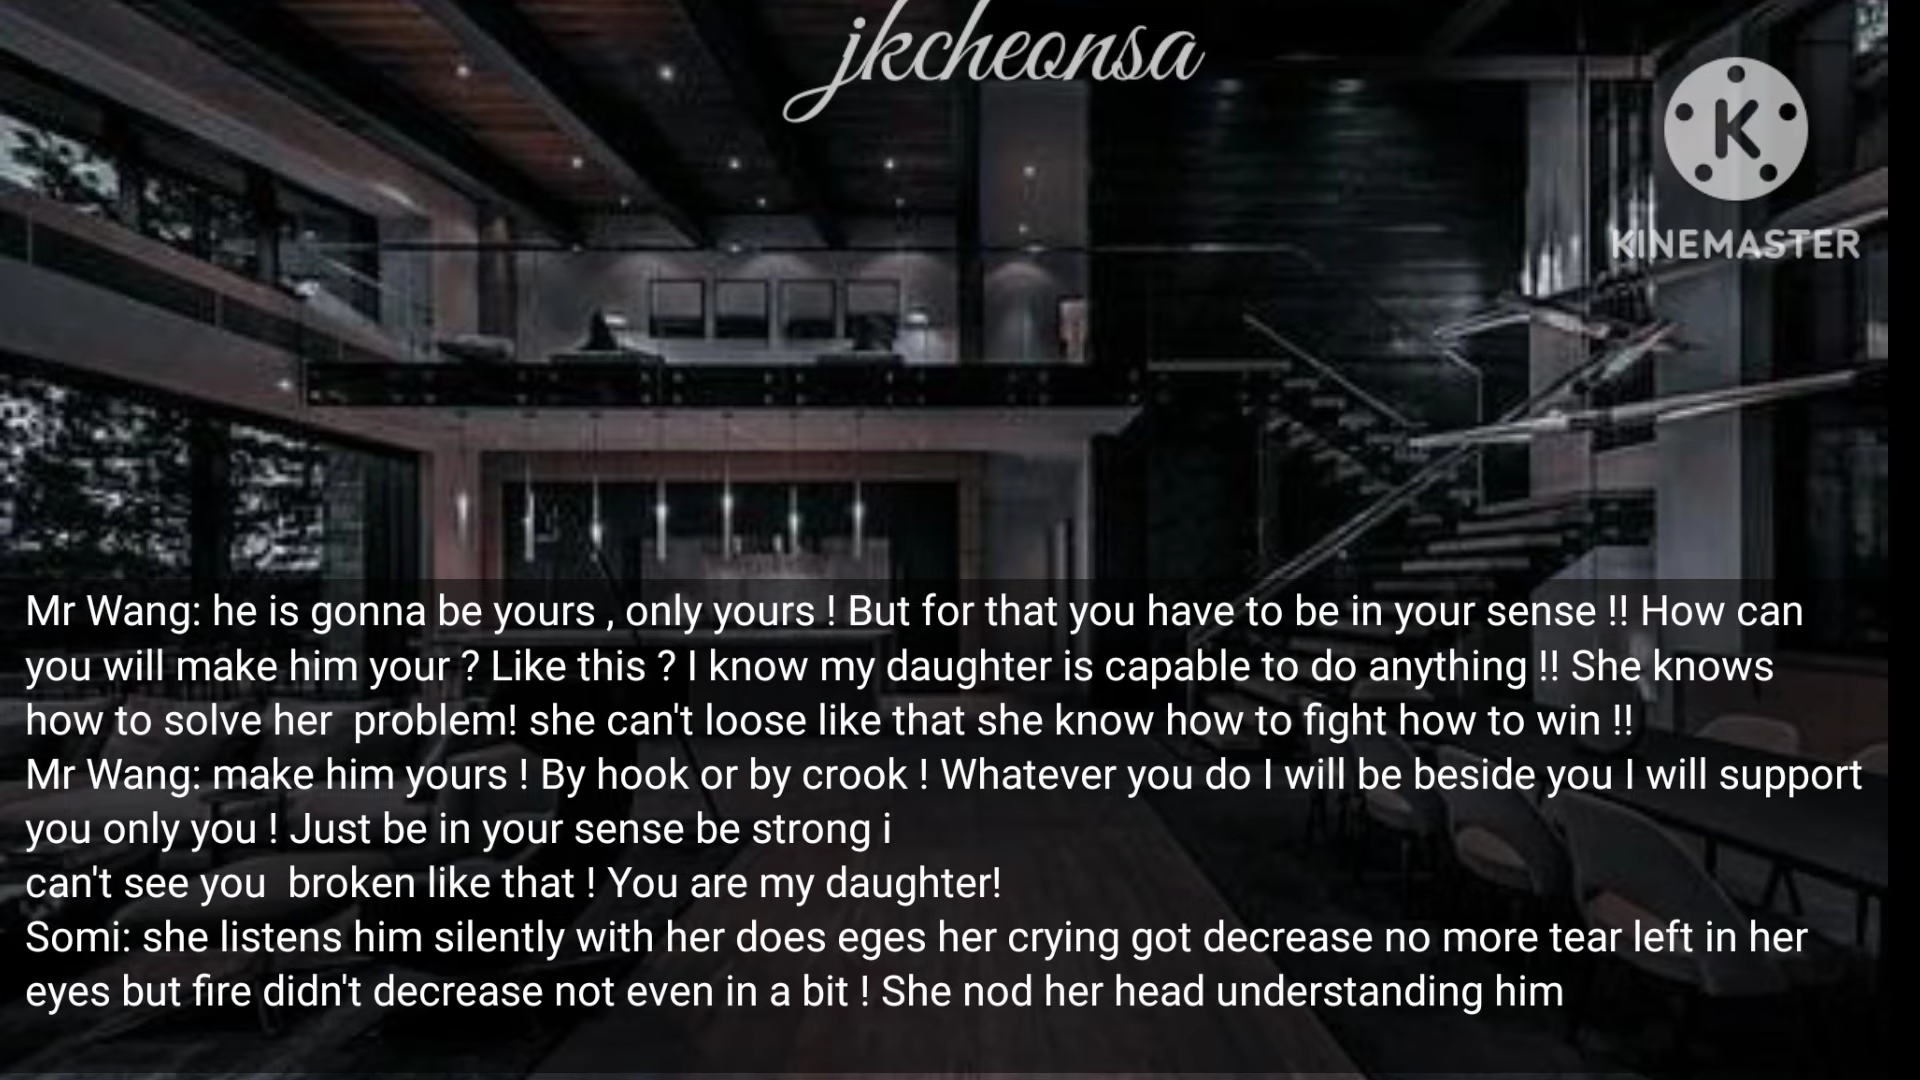 jkcheonsa
K
KINEMASTER
Mr Wang: he is gonna be yours , only yours ! But for that you have to be in your sense !! How can
you will make him your ? Like this ? I know my daughter is capable to do anything !! She knows
how to solve her  problem! she can't loose like that she know how to fight how to win !!
Mr Wang: make him yours ! By hook or by crook ! Whatever you do I will be beside you I will support
you only you ! Just be in your sense be strong i
can't see you  broken like that ! You are my daughter!
Somi: she listens him silently with her does eges her crying got decrease no more tear left in her
eyes but fire didn't decrease not even in a bit ! She nod her head understanding him